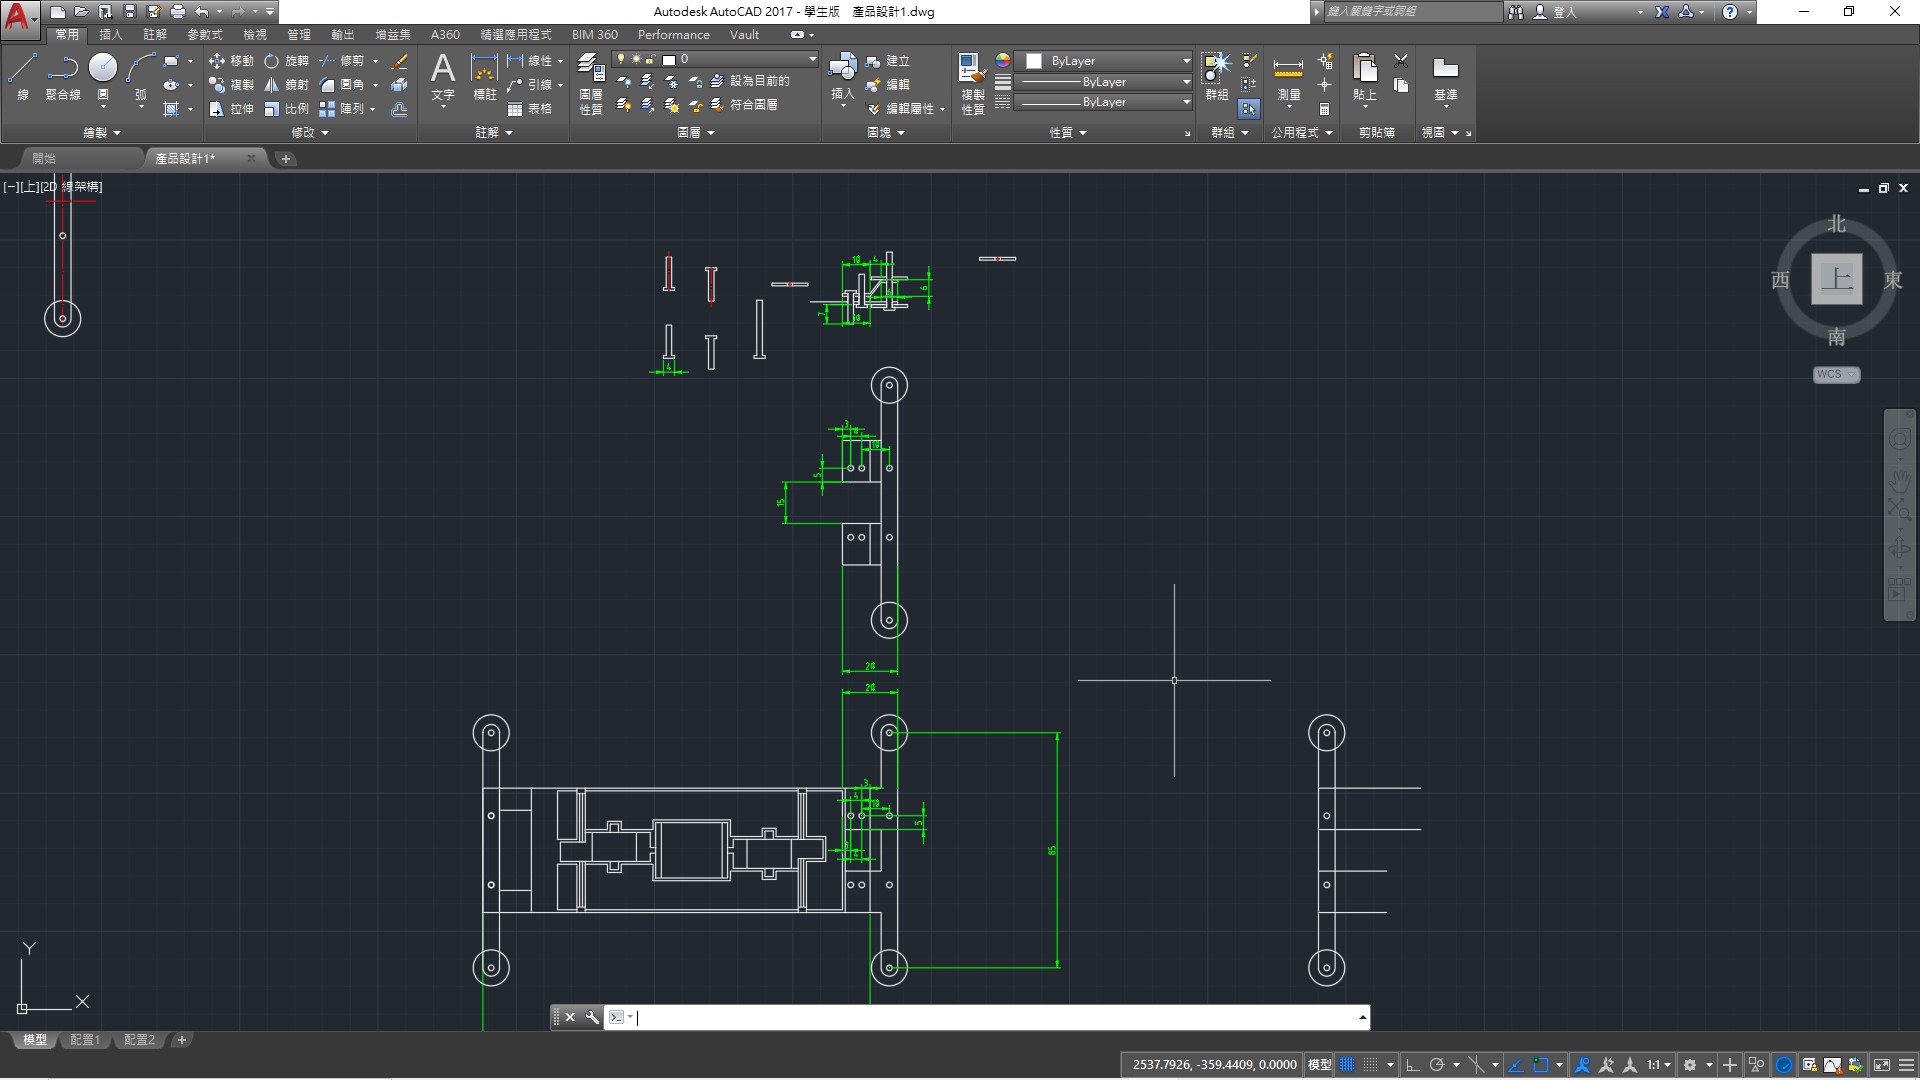 Autodesk AutoCAD 2017 - 學生版 產品設計1.dwg
鍵入關鍵字或詞組
登入
常用 插入 註解 參數式 檢視 管理 輸出 增益集 A360 精選應用程式 BIM 360 Performance Vault
線 聚合線 圓 弧
移動 旋轉 修剪
複製 鏡射 圓角
拉伸 比例 陣列
文字 標註
線性
引線
表格
圖層性質
0
設為目前的
符合圖層
插入
建立
編輯
編輯屬性
複製性質
ByLayer
ByLayer
ByLayer
群組
測量
貼上
基準
繪製 修改 註解 圖層 圖塊 性質 群組 公用程式 剪貼簿 視圖
開始 產品設計1*
[−][上][2D 線架構]
北
西 上 東
南
WCS
10 4
6
7
4
3
10
5
15
20
20
3
4
10
5
85
Y
X
模型 配置1 配置2
2537.7926, -359.4409, 0.0000 模型 1:1